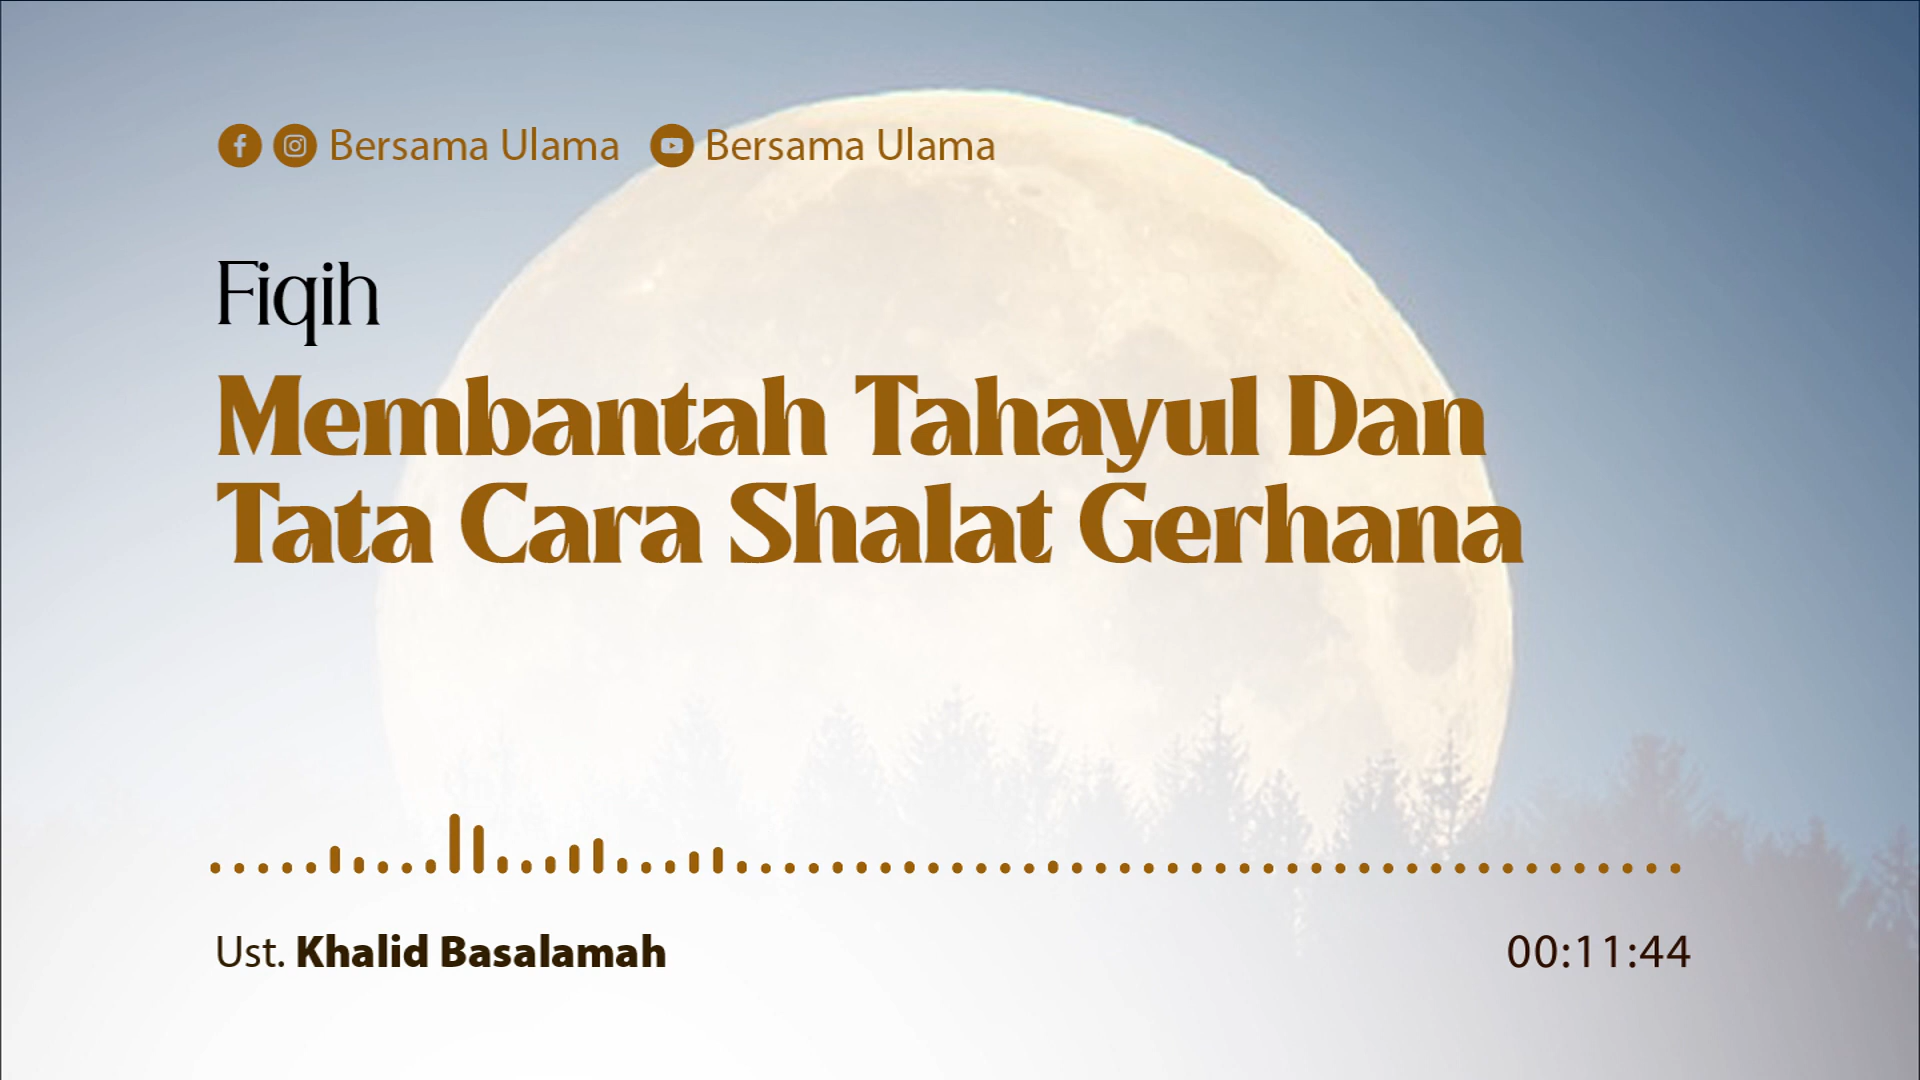 Bersama Ulama Bersama Ulama
Fiqih
Membantah Tahayul Dan
Tata Cara Shalat Gerhana
Ust. Khalid Basalamah
00:11:44